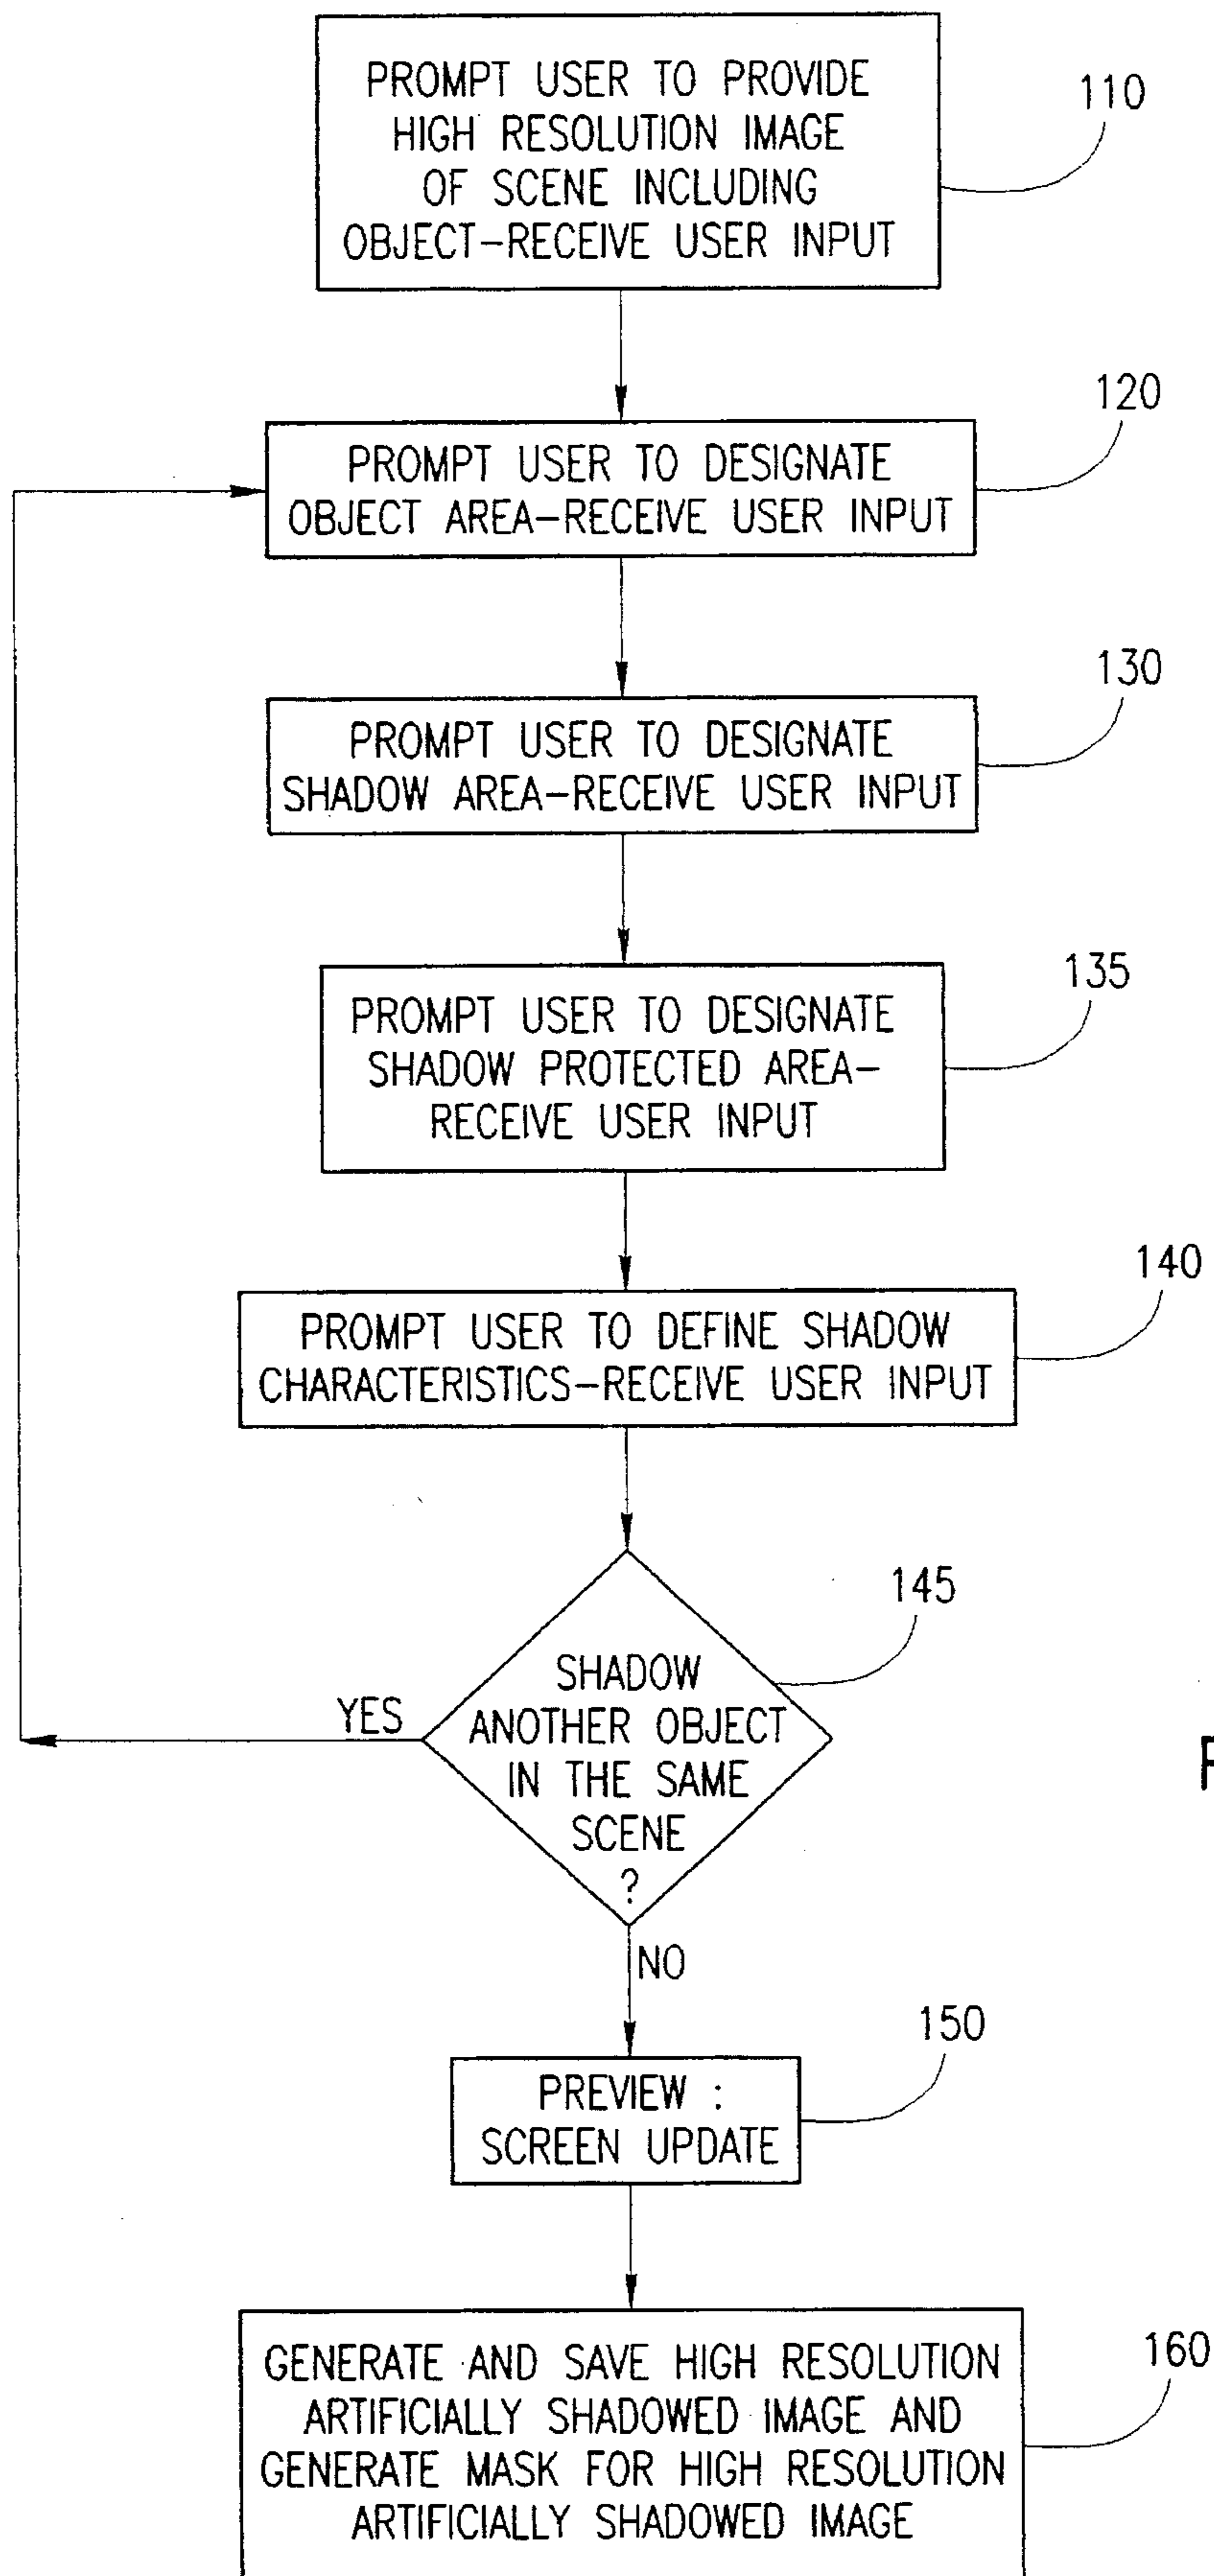 PROMPT USER TO PROVIDE
HIGH RESOLUTION IMAGE
OF SCENE INCLUDING
OBJECT-RECEIVE USER INPUT
110
PROMPT USER TO DESIGNATE
OBJECT AREA-RECEIVE USER INPUT
120
PROMPT USER TO DESIGNATE
SHADOW AREA-RECEIVE USER INPUT
130
PROMPT USER TO DESIGNATE
SHADOW PROTECTED AREA-
RECEIVE USER INPUT
135
PROMPT USER TO DEFINE SHADOW
CHARACTERISTICS-RECEIVE USER INPUT
140
SHADOW
ANOTHER OBJECT
IN THE SAME
SCENE
?
145
YES
NO
PREVIEW :
SCREEN UPDATE
150
GENERATE AND SAVE HIGH RESOLUTION
ARTIFICIALLY SHADOWED IMAGE AND
GENERATE MASK FOR HIGH RESOLUTION
ARTIFICIALLY SHADOWED IMAGE
160